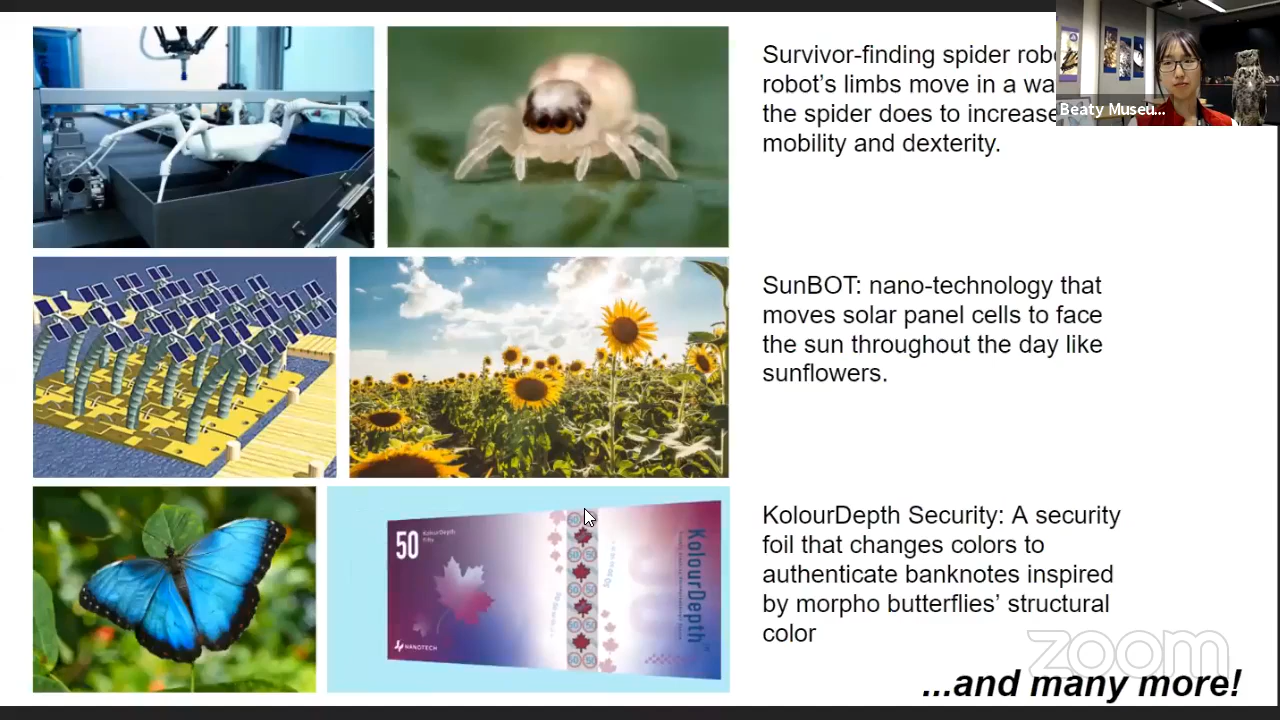 Survivor-finding spider robo
robot's limbs move in a wa
the spider does to increase
mobility and dexterity.
Beaty Museu...
SunBOT: nano-technology that
moves solar panel cells to face
the sun throughout the day like
sunflowers.
50
KolourDepth
Fifty
KolourDepth
NANOTECH
50
50
KolourDepth Security: A security
foil that changes colors to
authenticate banknotes inspired
by morpho butterflies' structural
color
zoom
...and many more!